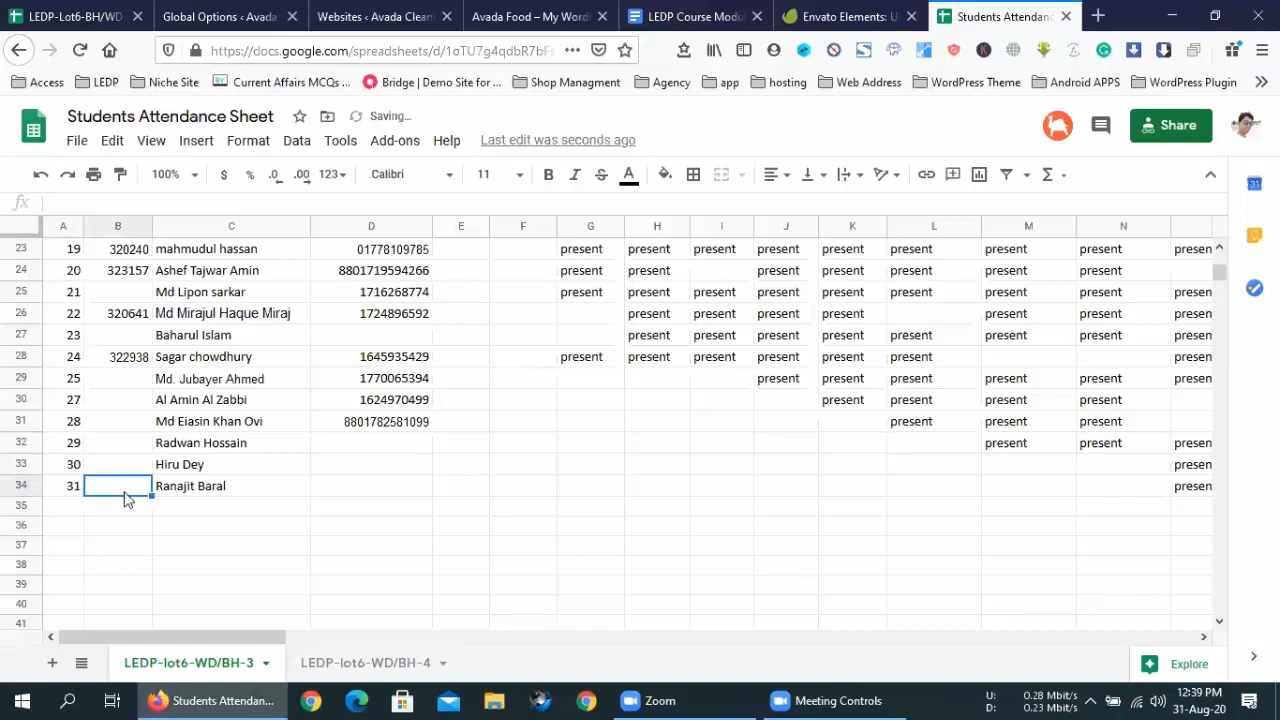 LEDP-Lot6-BH/WD
Global Options ‹ Avada
Websites ‹ Avada Clean
Avada Food – My Word
LEDP Course Modul
Envato Elements: U
Students Attendanc
https://docs.google.com/spreadsheets/d/1oTU7g4qdbR7bFs
Access
LEDP
Niche Site
Current Affairs MCQs ‹...
Bridge | Demo Site for ...
Shop Managment
Agency
app
hosting
Web Address
WordPress Theme
Android APPS
WordPress Plugin
Students Attendance Sheet
Saving...
File Edit View Insert Format Data Tools Add-ons Help Last edit was seconds ago
Share
100% $ % .0 .00 123 Calibri 11 B I S A
fx
A B C D E F G H I J K L M N
23 19 320240 mahmudul hassan 01778109785 present present present present present present present present presen
24 20 323157 Ashef Tajwar Amin 8801719594266 present present present present present present present
25 21 Md Lipon sarkar 1716268774 present present present present present present present present presen
26 22 320641 Md Mirajul Haque Miraj 1724896592 present present present present present present presen
27 23 Baharul Islam present present present present present present present presen
28 24 322938 Sagar chowdhury 1645935429 present present present present present present presen
29 25 Md. Jubayer Ahmed 1770065394 present present present present present presen
30 27 Al Amin Al Zabbi 1624970499 present present present present
31 28 Md Eiasin Khan Ovi 8801782581099 present present present
32 29 Radwan Hossain present present presen
33 30 Hiru Dey presen
34 31 Ranajit Baral presen
35
36
37
38
39
40
41
LEDP-lot6-WD/BH-3
LEDP-lot6-WD/BH-4
Explore
Students Attendan...
Zoom
Meeting Controls
U: 0.28 Mbit/s
D: 0.23 Mbit/s
12:39 PM
31-Aug-20